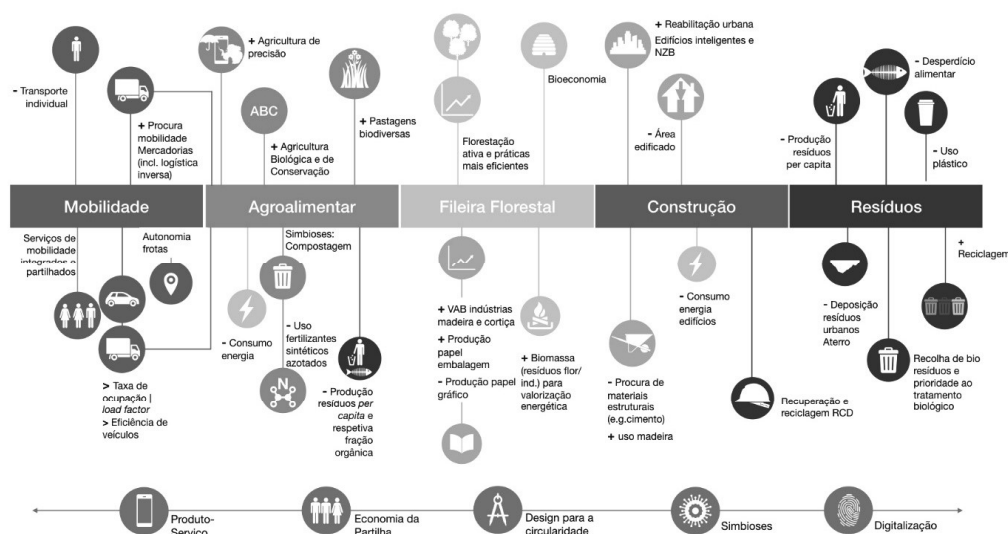 - Transporte
individual
+ Procura
mobilidade
Mercadorias
(incl. logística
inversa)
+ Agricultura de
precisão
ABC
+ Agricultura
Biológica e de
Conservação
+ Pastagens
biodiversas
Florestação
ativa e práticas
mais eficientes
Bioeconomia
+ Reabilitação urbana
Edifícios inteligentes e
NZB
- Área
edificado
- Produção
resíduos
per capita
- Desperdício
alimentar
- Uso
plástico
Mobilidade
Agroalimentar
Fileira Florestal
Construção
Resíduos
Serviços de
mobilidade
integrados e
partilhados
Autonomia
frotas
> Taxa de
ocupação |
load factor
> Eficiência de
veículos
- Consumo
energia
Simbioses:
Compostagem
- Uso
fertilizantes
sintéticos
azotados
N
- Produção
resíduos per
capita e
respetiva
fração
orgânica
+ VAB indústrias
madeira e cortiça
+ Produção
papel
embalagem
- Produção papel
gráfico
+ Biomassa
(resíduos flor/
ind.) para
valorização
energética
- Procura de
materiais
estruturais
(e.g.cimento)
+ uso madeira
- Consumo
energia
edifícios
Recuperação e
reciclagem RCD
- Deposição
resíduos
urbanos
Aterro
Recolha de bio
resíduos e
prioridade ao
tratamento
biológico
+
Reciclagem
Produto-
Serviço
Economia da
Partilha
Design para a
circularidade
Simbioses
Digitalização